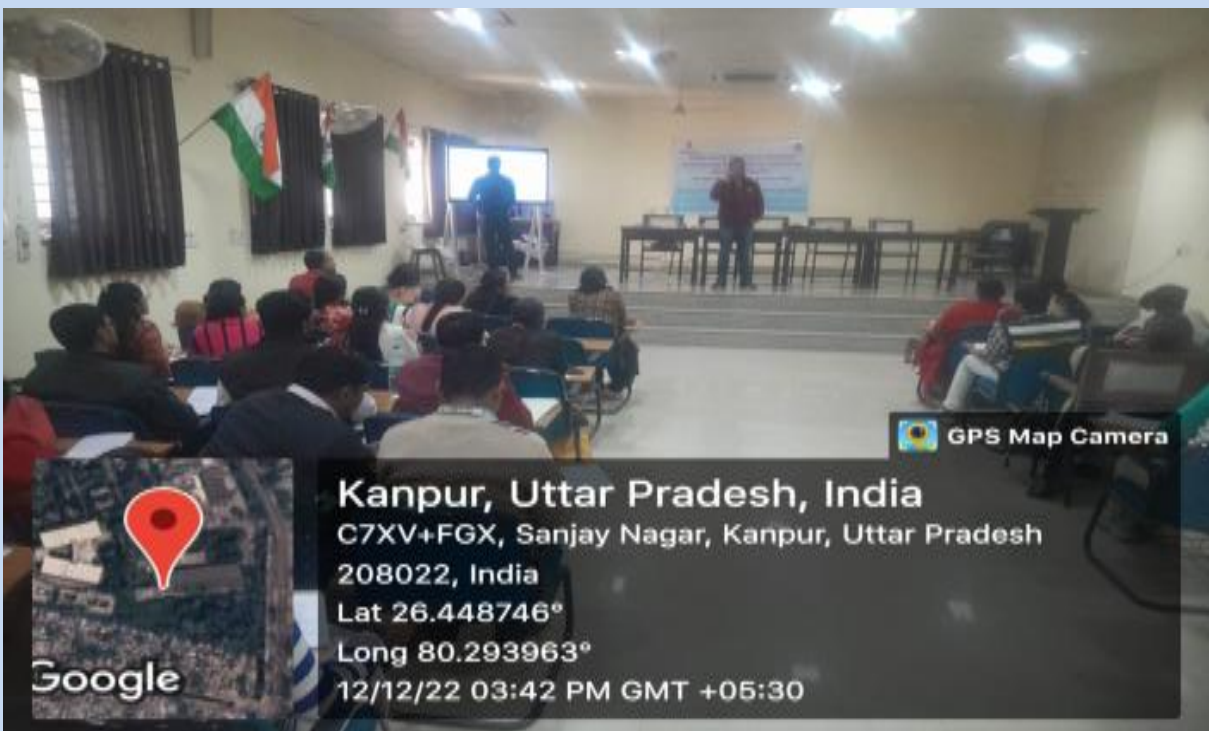 GPS Map Camera
Kanpur, Uttar Pradesh, India
C7XV+FGX, Sanjay Nagar, Kanpur, Uttar Pradesh
208022, India
Lat 26.448746°
Long 80.293963°
12/12/22 03:42 PM GMT +05:30
Google